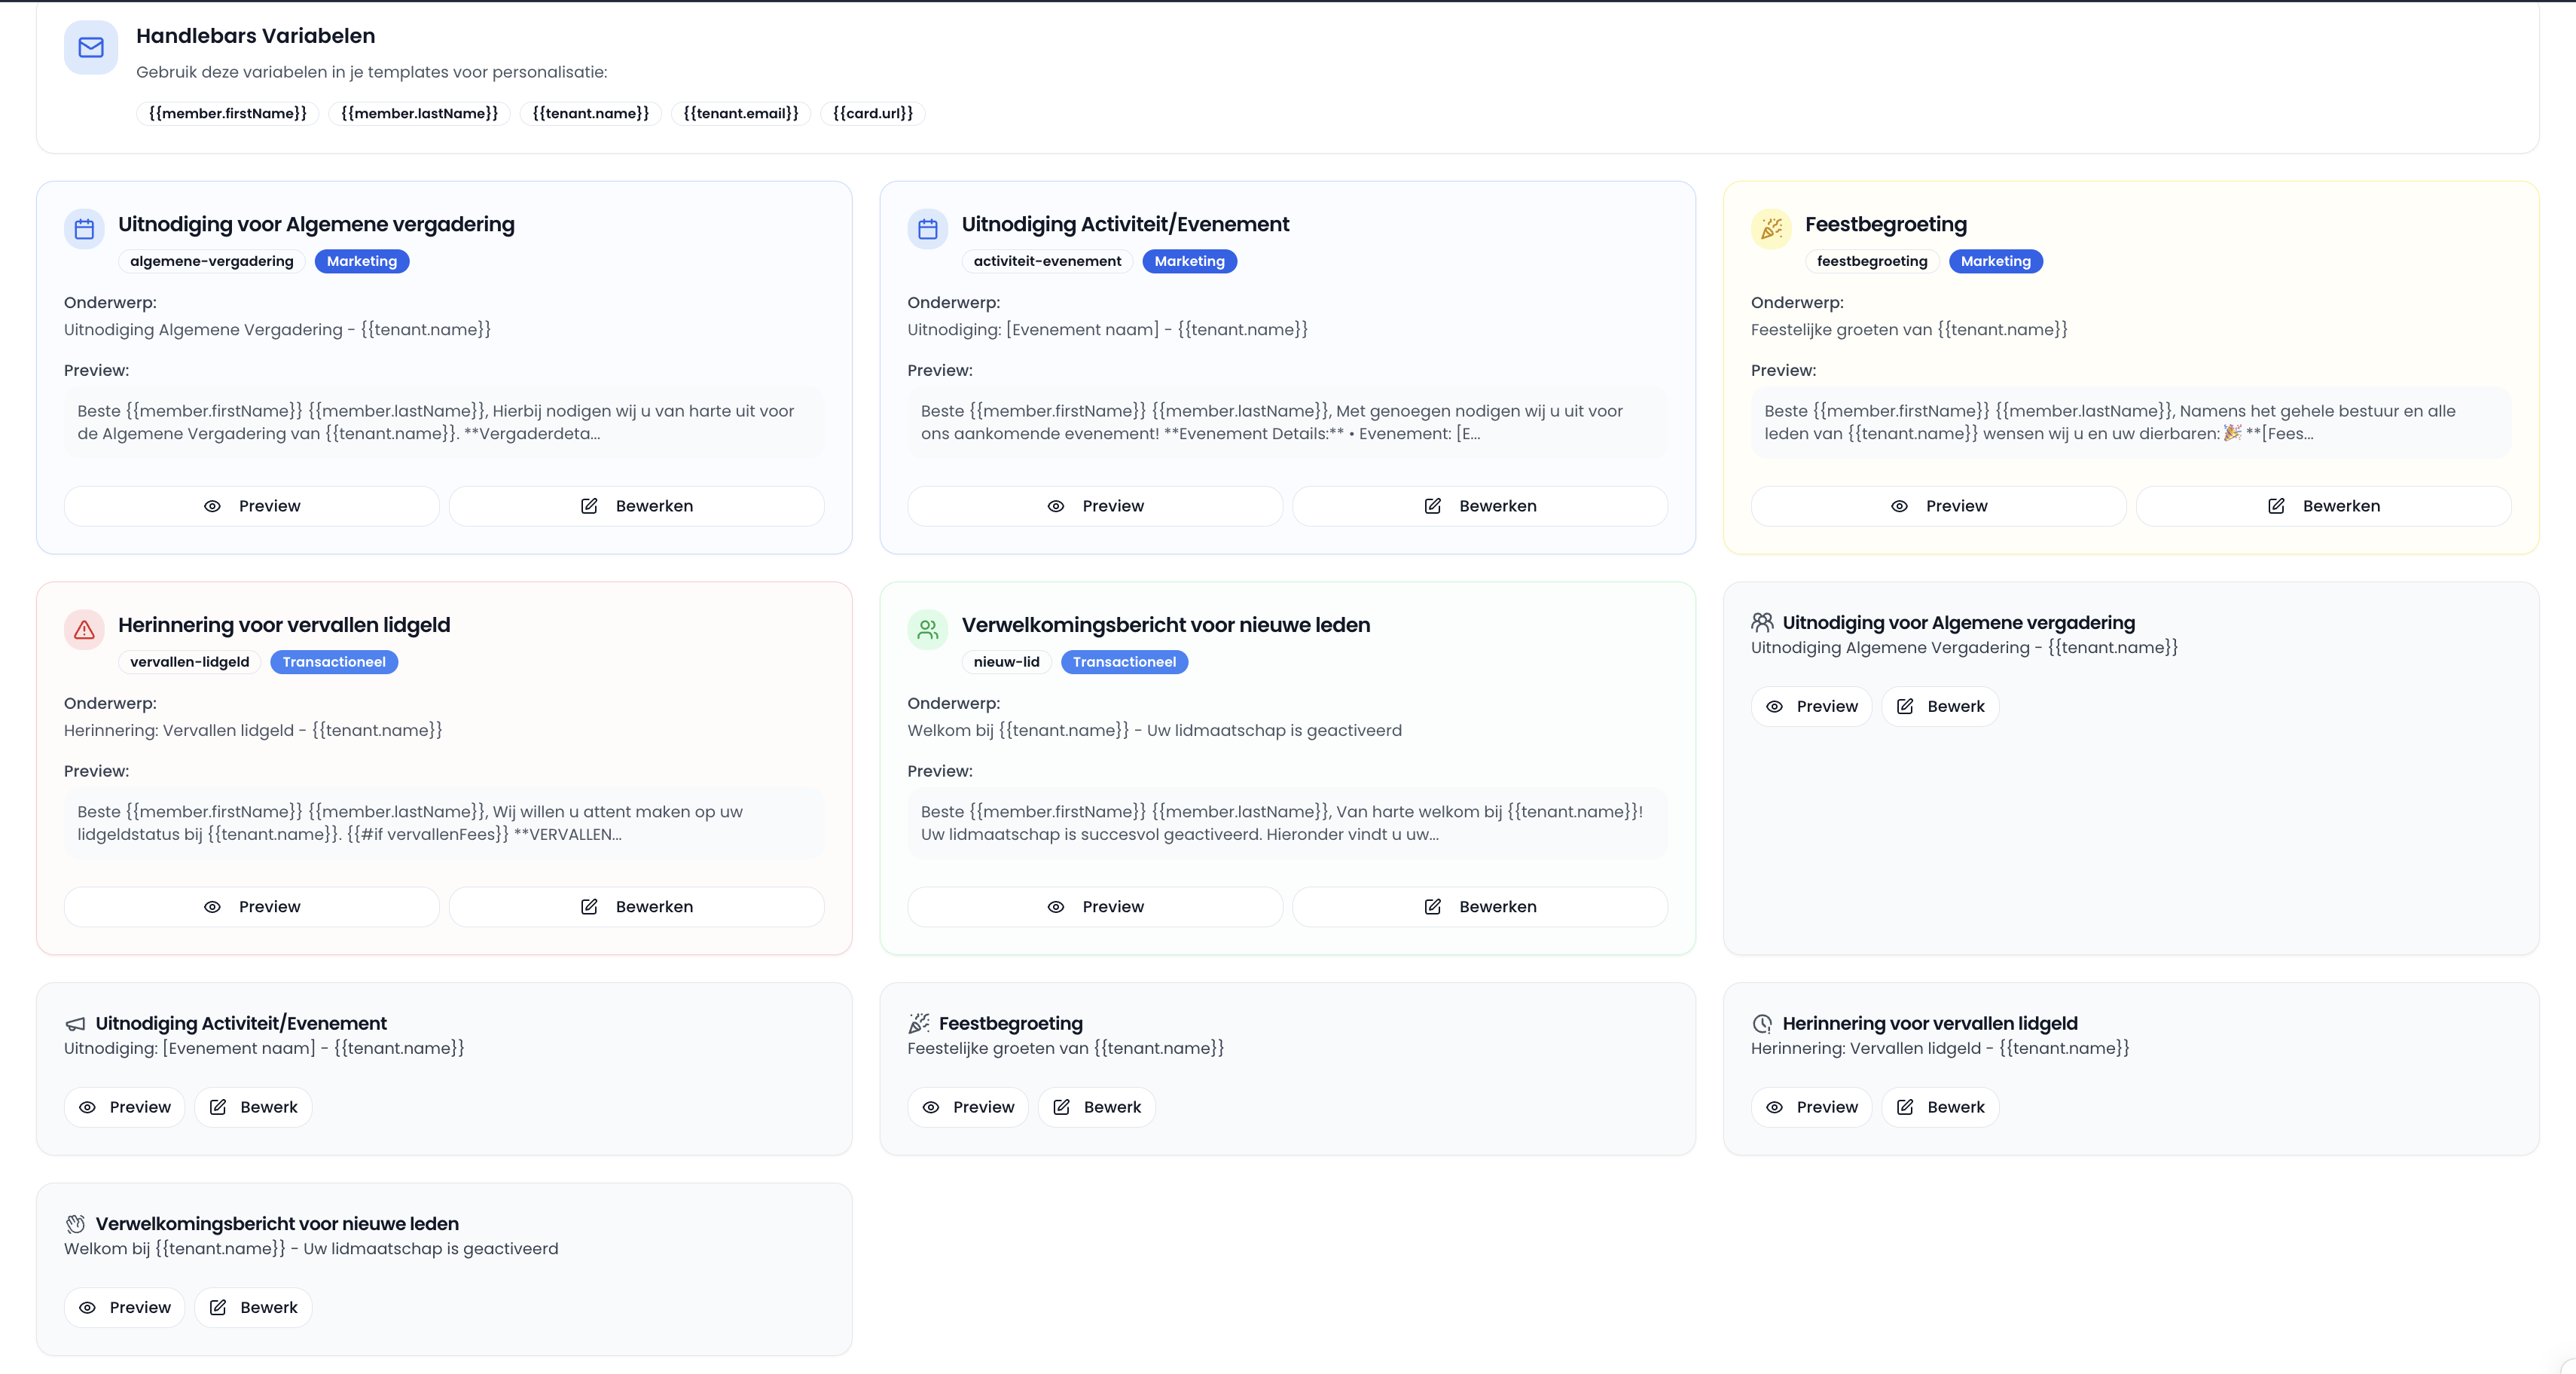 Handlebars Variabelen
Gebruik deze variabelen in je templates voor personalisatie:
{{member.firstName}} {{member.lastName}} {{tenant.name}} {{tenant.email}} {{card.url}}
Uitnodiging voor Algemene vergadering
algemene-vergadering Marketing
Onderwerp:
Uitnodiging Algemene Vergadering - {{tenant.name}}
Preview:
Beste {{member.firstName}} {{member.lastName}}, Hierbij nodigen wij u van harte uit voor
de Algemene Vergadering van {{tenant.name}}. **Vergaderdeta...
Preview Bewerken
Uitnodiging Activiteit/Evenement
activiteit-evenement Marketing
Onderwerp:
Uitnodiging: [Evenement naam] - {{tenant.name}}
Preview:
Beste {{member.firstName}} {{member.lastName}}, Met genoegen nodigen wij u uit voor
ons aankomende evenement! **Evenement Details:** • Evenement: [E...
Preview Bewerken
Feestbegroeting
feestbegroeting Marketing
Onderwerp:
Feestelijke groeten van {{tenant.name}}
Preview:
Beste {{member.firstName}} {{member.lastName}}, Namens het gehele bestuur en alle
leden van {{tenant.name}} wensen wij u en uw dierbaren: 🎉 **[Fees...
Preview Bewerken
Herinnering voor vervallen lidgeld
vervallen-lidgeld Transactioneel
Onderwerp:
Herinnering: Vervallen lidgeld - {{tenant.name}}
Preview:
Beste {{member.firstName}} {{member.lastName}}, Wij willen u attent maken op uw
lidgeldstatus bij {{tenant.name}}. {{#if vervallenFees}} **VERVALLEN...
Preview Bewerken
Verwelkomingsbericht voor nieuwe leden
nieuw-lid Transactioneel
Onderwerp:
Welkom bij {{tenant.name}} - Uw lidmaatschap is geactiveerd
Preview:
Beste {{member.firstName}} {{member.lastName}}, Van harte welkom bij {{tenant.name}}!
Uw lidmaatschap is succesvol geactiveerd. Hieronder vindt u uw...
Preview Bewerken
Uitnodiging voor Algemene vergadering
Uitnodiging Algemene Vergadering - {{tenant.name}}
Preview Bewerk
Uitnodiging Activiteit/Evenement
Uitnodiging: [Evenement naam] - {{tenant.name}}
Preview Bewerk
Feestbegroeting
Feestelijke groeten van {{tenant.name}}
Preview Bewerk
Herinnering voor vervallen lidgeld
Herinnering: Vervallen lidgeld - {{tenant.name}}
Preview Bewerk
Verwelkomingsbericht voor nieuwe leden
Welkom bij {{tenant.name}} - Uw lidmaatschap is geactiveerd
Preview Bewerk